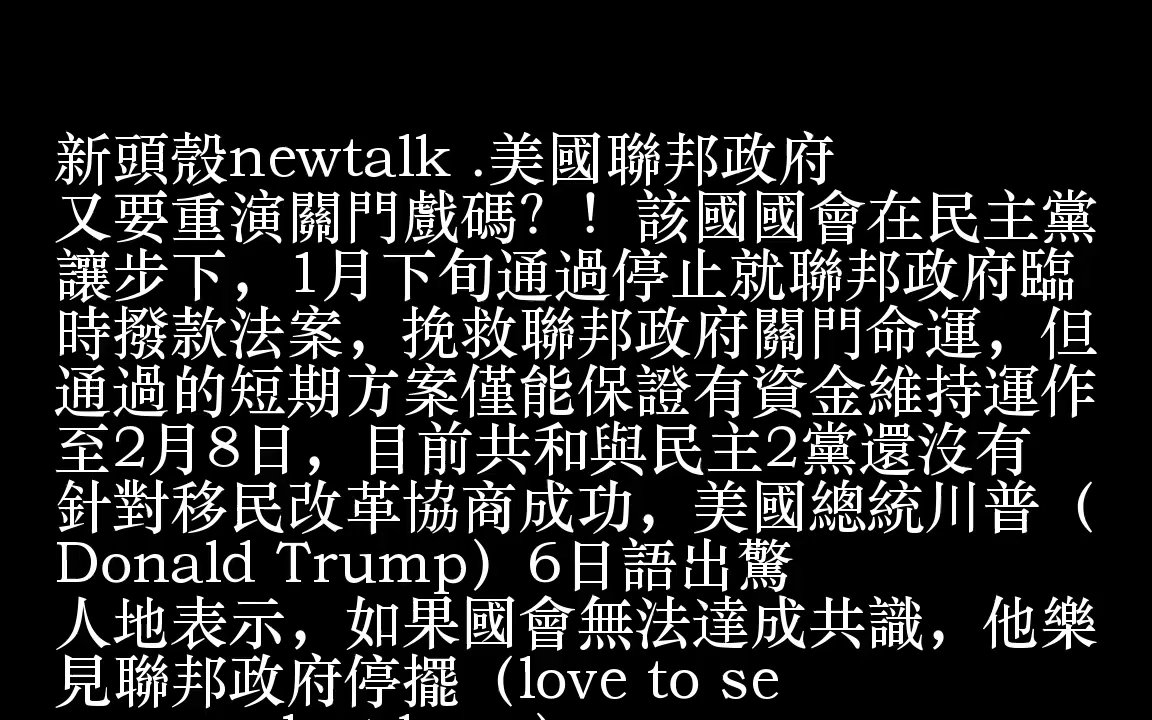 新頭殼newtalk .美國聯邦政府
又要重演關門戲碼？！該國國會在民主黨
讓步下，1月下旬通過停止就聯邦政府臨
時撥款法案，挽救聯邦政府關門命運，但
通過的短期方案僅能保證有資金維持運作
至2月8日，目前共和與民主2黨還沒有
針對移民改革協商成功，美國總統川普（
Donald Trump）6日語出驚
人地表示，如果國會無法達成共識，他樂
見聯邦政府停擺（love to se